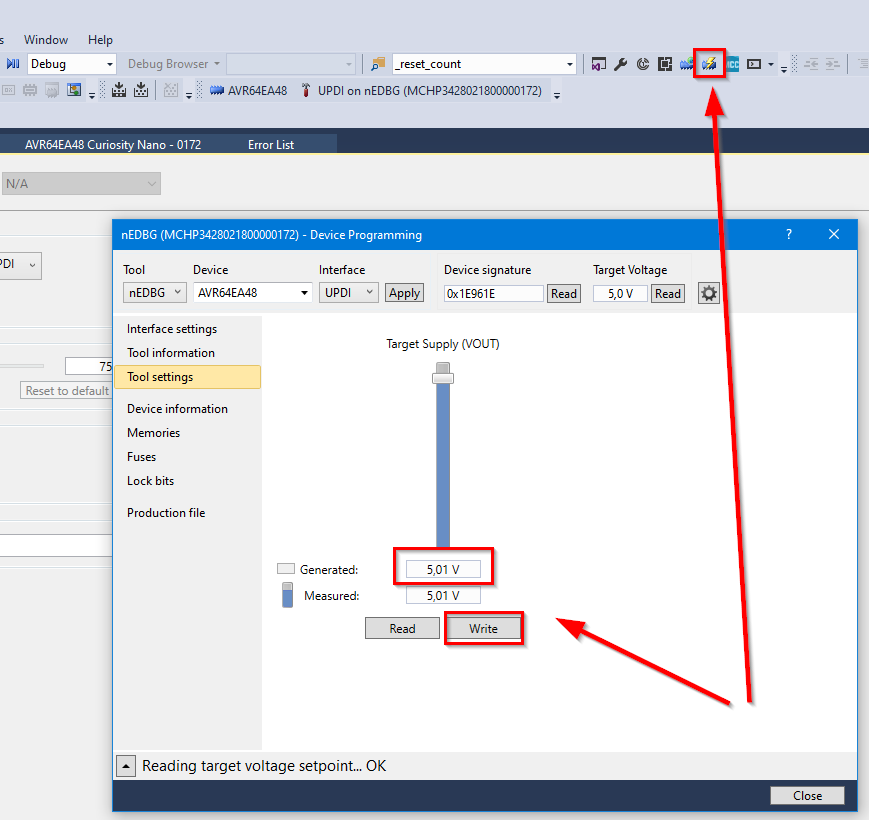 s Window Help
Debug Debug Browser _reset_count
AVR64EA48 UPDI on nEDBG (MCHP3428021800000172)
AVR64EA48 Curiosity Nano - 0172 Error List
N/A
nEDBG (MCHP3428021800000172) - Device Programming ?
Tool Device Interface Device signature Target Voltage
PDI nEDBG AVR64EA48 UPDI Apply 0x1E961E Read 5,0 V Read
Interface settings
Target Supply (VOUT)
Tool information
75
Tool settings
Reset to default
Device information
Memories
Fuses
Lock bits
Production file
Generated: 5,01 V
Measured: 5,01 V
Read Write
Reading target voltage setpoint... OK
Close